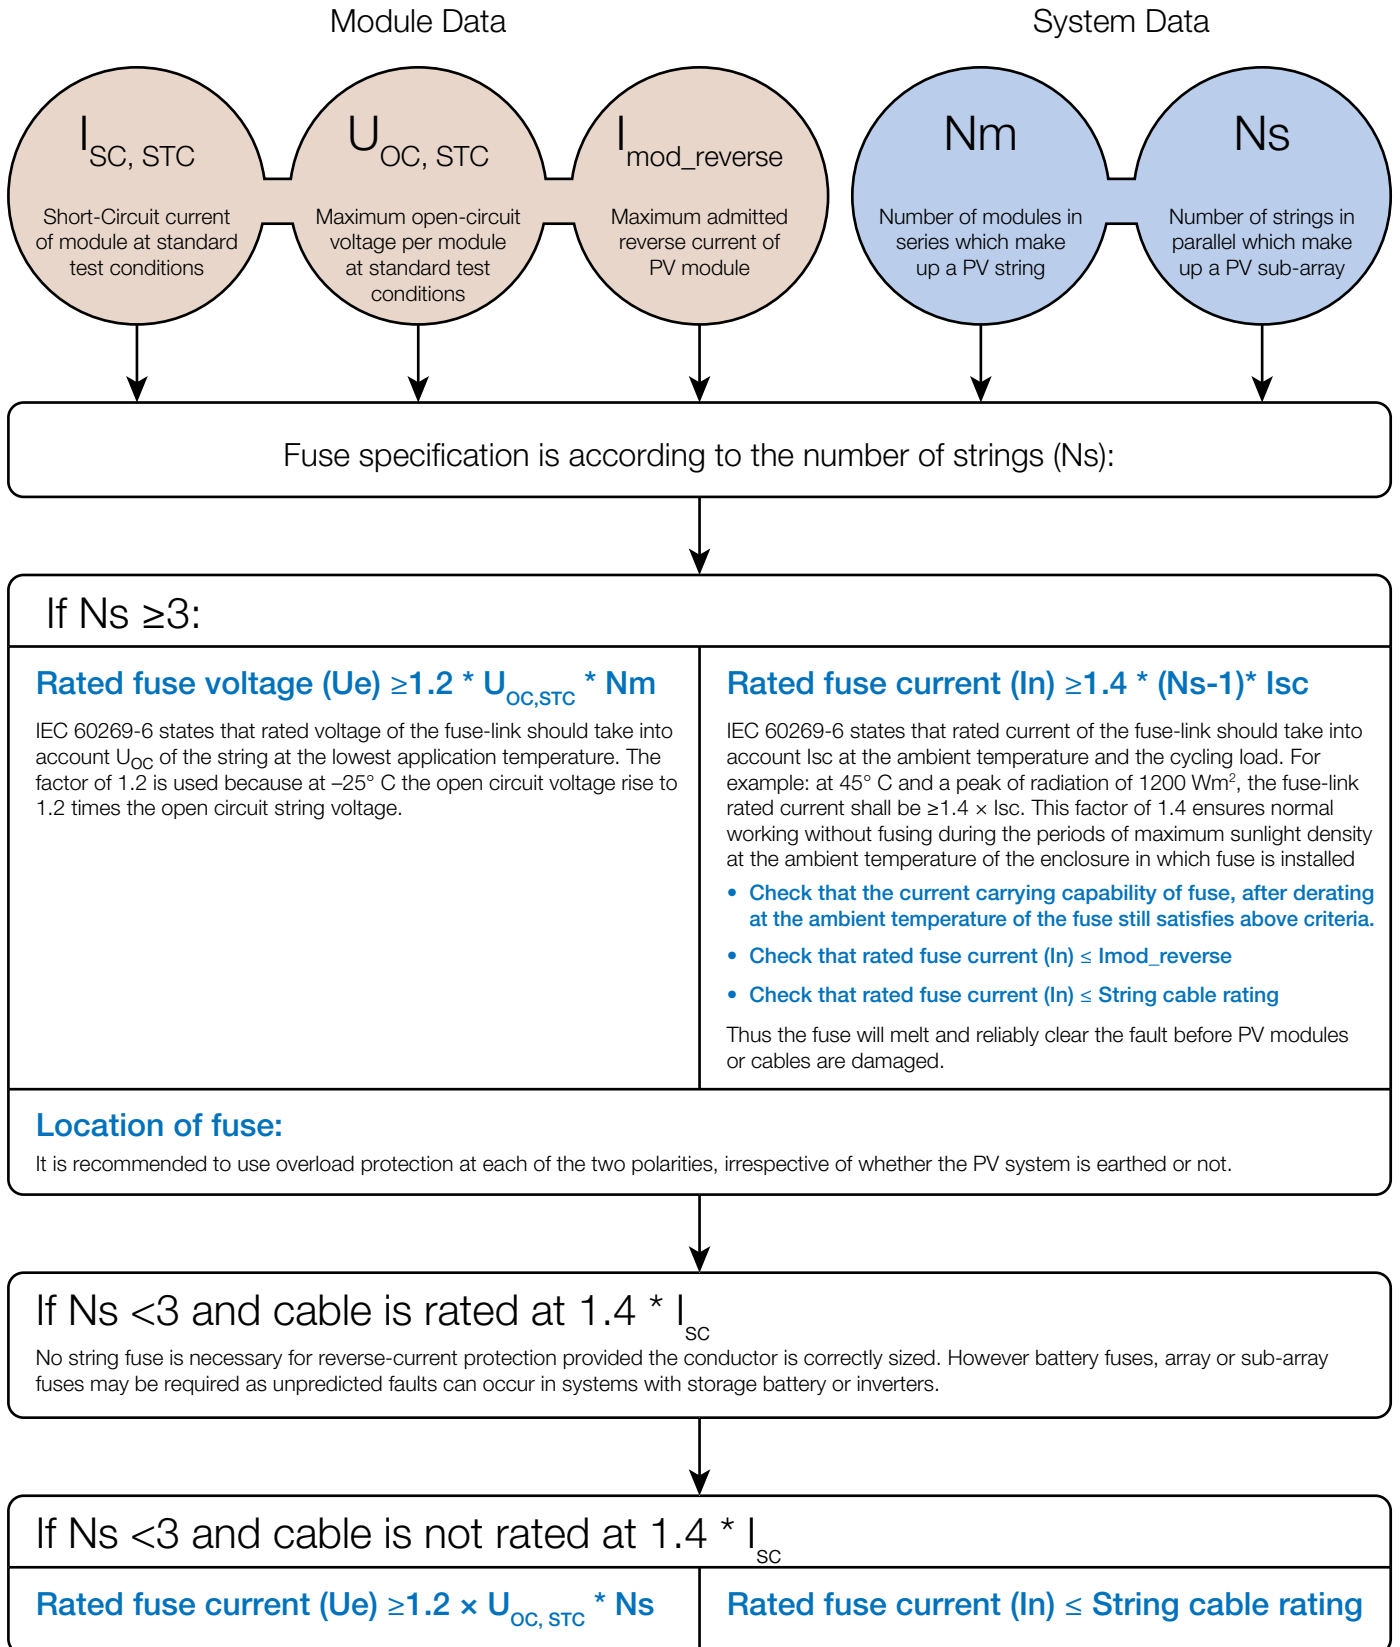 Module Data
System Data
I SC, STC
Short-Circuit current
of module at standard
test conditions
U OC, STC
Maximum open-circuit
voltage per module
at standard test
conditions
I mod_reverse
Maximum admitted
reverse current of
PV module
Nm
Number of modules in
series which make
up a PV string
Ns
Number of strings in
parallel which make
up a PV sub-array
Fuse specification is according to the number of strings (Ns):
If Ns ≥3:
Rated fuse voltage (Ue) ≥1.2 * U OC,STC * Nm
IEC 60269-6 states that rated voltage of the fuse-link should take into
account UOC of the string at the lowest application temperature. The
factor of 1.2 is used because at –25° C the open circuit voltage rise to
1.2 times the open circuit string voltage.
Rated fuse current (In) ≥1.4 * (Ns-1)* Isc
IEC 60269-6 states that rated current of the fuse-link should take into
account Isc at the ambient temperature and the cycling load. For
example: at 45° C and a peak of radiation of 1200 Wm², the fuse-link
rated current shall be ≥1.4 × Isc. This factor of 1.4 ensures normal
working without fusing during the periods of maximum sunlight density
at the ambient temperature of the enclosure in which fuse is installed
• Check that the current carrying capability of fuse, after derating
at the ambient temperature of the fuse still satisfies above criteria.
• Check that rated fuse current (In) ≤ Imod_reverse
• Check that rated fuse current (In) ≤ String cable rating
Thus the fuse will melt and reliably clear the fault before PV modules
or cables are damaged.
Location of fuse:
It is recommended to use overload protection at each of the two polarities, irrespective of whether the PV system is earthed or not.
If Ns <3 and cable is rated at 1.4 * I SC
No string fuse is necessary for reverse-current protection provided the conductor is correctly sized. However battery fuses, array or sub-array
fuses may be required as unpredicted faults can occur in systems with storage battery or inverters.
If Ns <3 and cable is not rated at 1.4 * I SC
Rated fuse current (Ue) ≥1.2 × U OC, STC * Ns
Rated fuse current (In) ≤ String cable rating